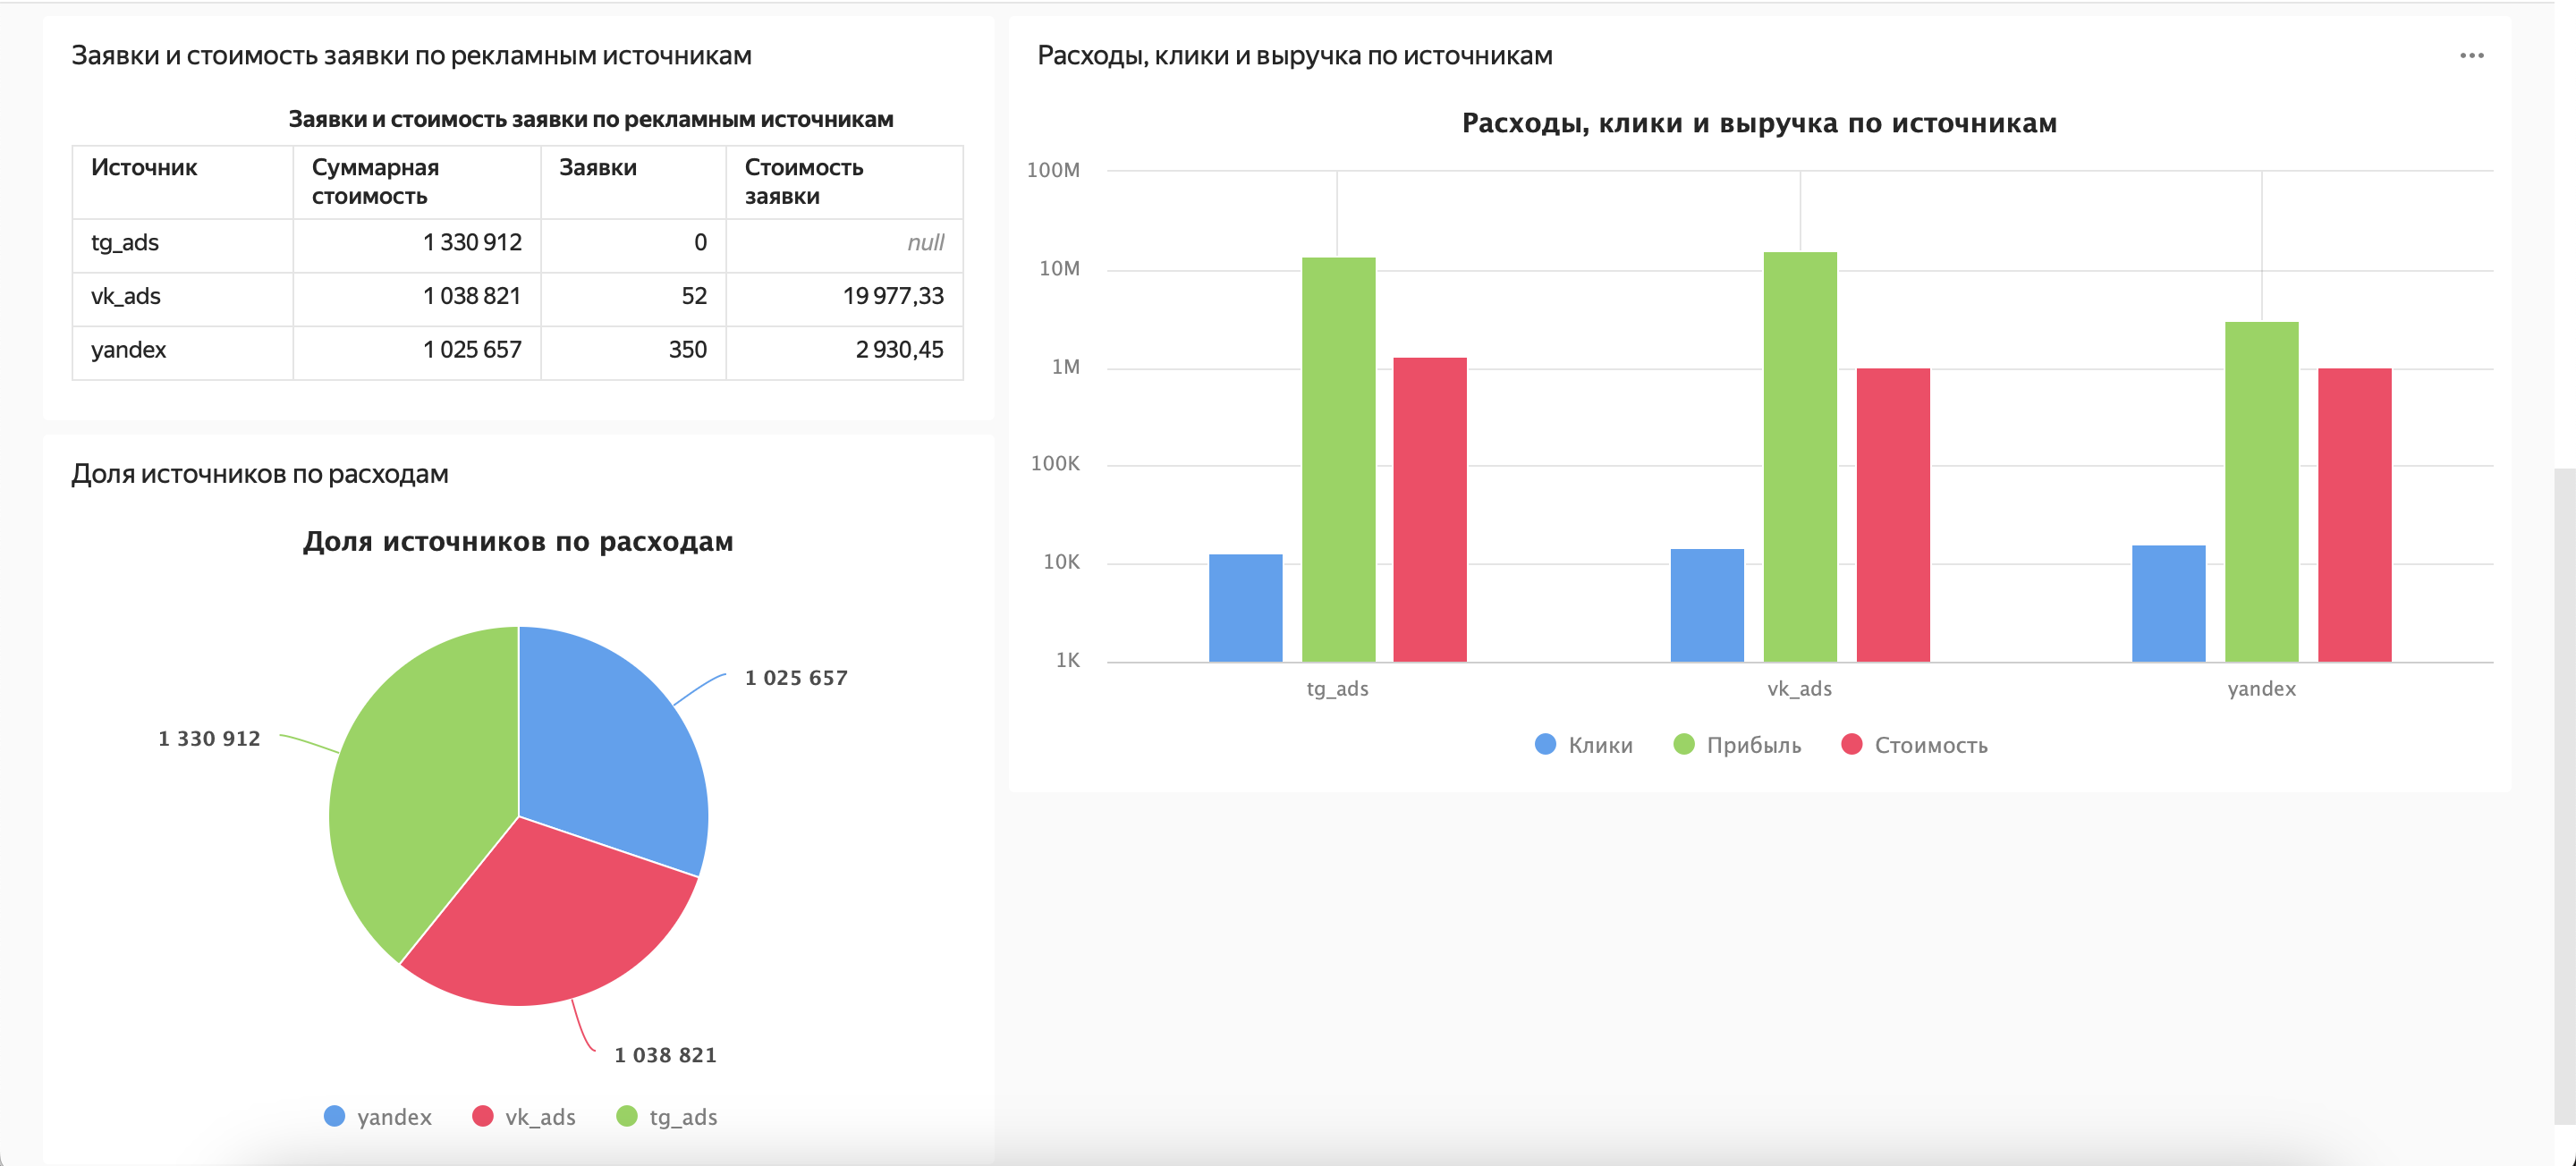 Заявки и стоимость заявки по рекламным источникам
Заявки и стоимость заявки по рекламным источникам
Источник Суммарная стоимость Заявки Стоимость заявки
tg_ads 1 330 912 0 null
vk_ads 1 038 821 52 19 977,33
yandex 1 025 657 350 2 930,45
Доля источников по расходам
Доля источников по расходам
1 025 657
1 330 912
1 038 821
yandex vk_ads tg_ads
Расходы, клики и выручка по источникам
Расходы, клики и выручка по источникам
100M
10M
1M
100K
10K
1K
tg_ads vk_ads yandex
Клики Прибыль Стоимость